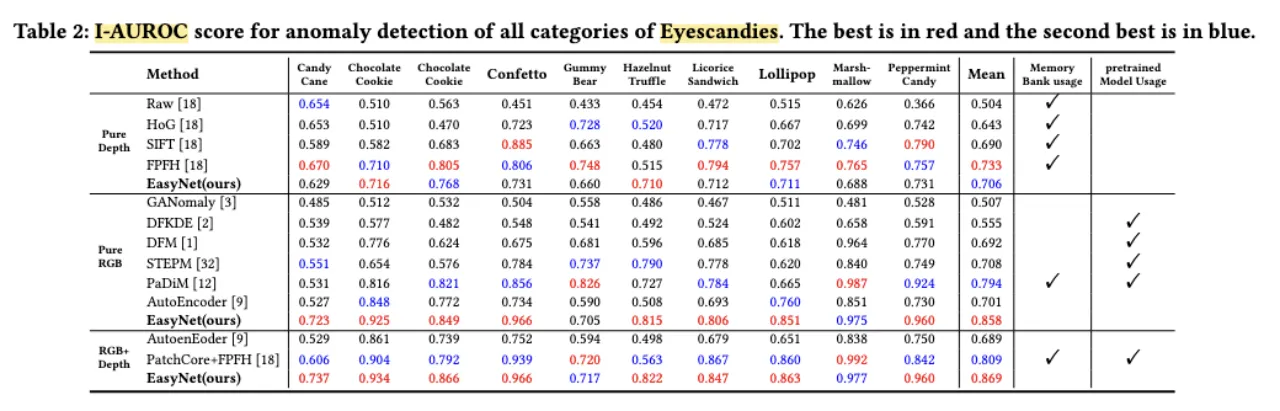 Table 2: I-AUROC score for anomaly detection of all categories of Eyescandies. The best is in red and the second best is in blue.
Method Candy Cane Chocolate Cookie Chocolate Cookie Confetto Gummy Bear Hazelnut Truffle Licorice Sandwich Lollipop Marsh-mallow Peppermint Candy Mean Memory Bank usage pretrained Model Usage
Pure Depth
Raw [18] 0.654 0.510 0.563 0.451 0.433 0.454 0.472 0.515 0.626 0.366 0.504 ✓
HoG [18] 0.653 0.510 0.470 0.723 0.728 0.520 0.717 0.667 0.699 0.742 0.643 ✓
SIFT [18] 0.589 0.582 0.683 0.885 0.663 0.480 0.778 0.702 0.746 0.790 0.690 ✓
FPFH [18] 0.670 0.710 0.805 0.806 0.748 0.515 0.794 0.757 0.765 0.757 0.733 ✓
EasyNet(ours) 0.629 0.716 0.768 0.731 0.660 0.710 0.712 0.711 0.688 0.731 0.706
Pure RGB
GANomaly [3] 0.485 0.512 0.532 0.504 0.558 0.486 0.467 0.511 0.481 0.528 0.507
DFKDE [2] 0.539 0.577 0.482 0.548 0.541 0.492 0.524 0.602 0.658 0.591 0.555 ✓
DFM [1] 0.532 0.776 0.624 0.675 0.681 0.596 0.685 0.618 0.964 0.770 0.692 ✓
STEPM [32] 0.551 0.654 0.576 0.784 0.737 0.790 0.778 0.620 0.840 0.749 0.708 ✓
PaDiM [12] 0.531 0.816 0.821 0.856 0.826 0.727 0.784 0.665 0.987 0.924 0.794 ✓ ✓
AutoEncoder [9] 0.527 0.848 0.772 0.734 0.590 0.508 0.693 0.760 0.851 0.730 0.701
EasyNet(ours) 0.723 0.925 0.849 0.966 0.705 0.815 0.806 0.851 0.975 0.960 0.858
RGB+ Depth
AutoenEoder [9] 0.529 0.861 0.739 0.752 0.594 0.498 0.679 0.651 0.838 0.750 0.689
PatchCore+FPFH [18] 0.606 0.904 0.792 0.939 0.720 0.563 0.867 0.860 0.992 0.842 0.809 ✓ ✓
EasyNet(ours) 0.737 0.934 0.866 0.966 0.717 0.822 0.847 0.863 0.977 0.960 0.869